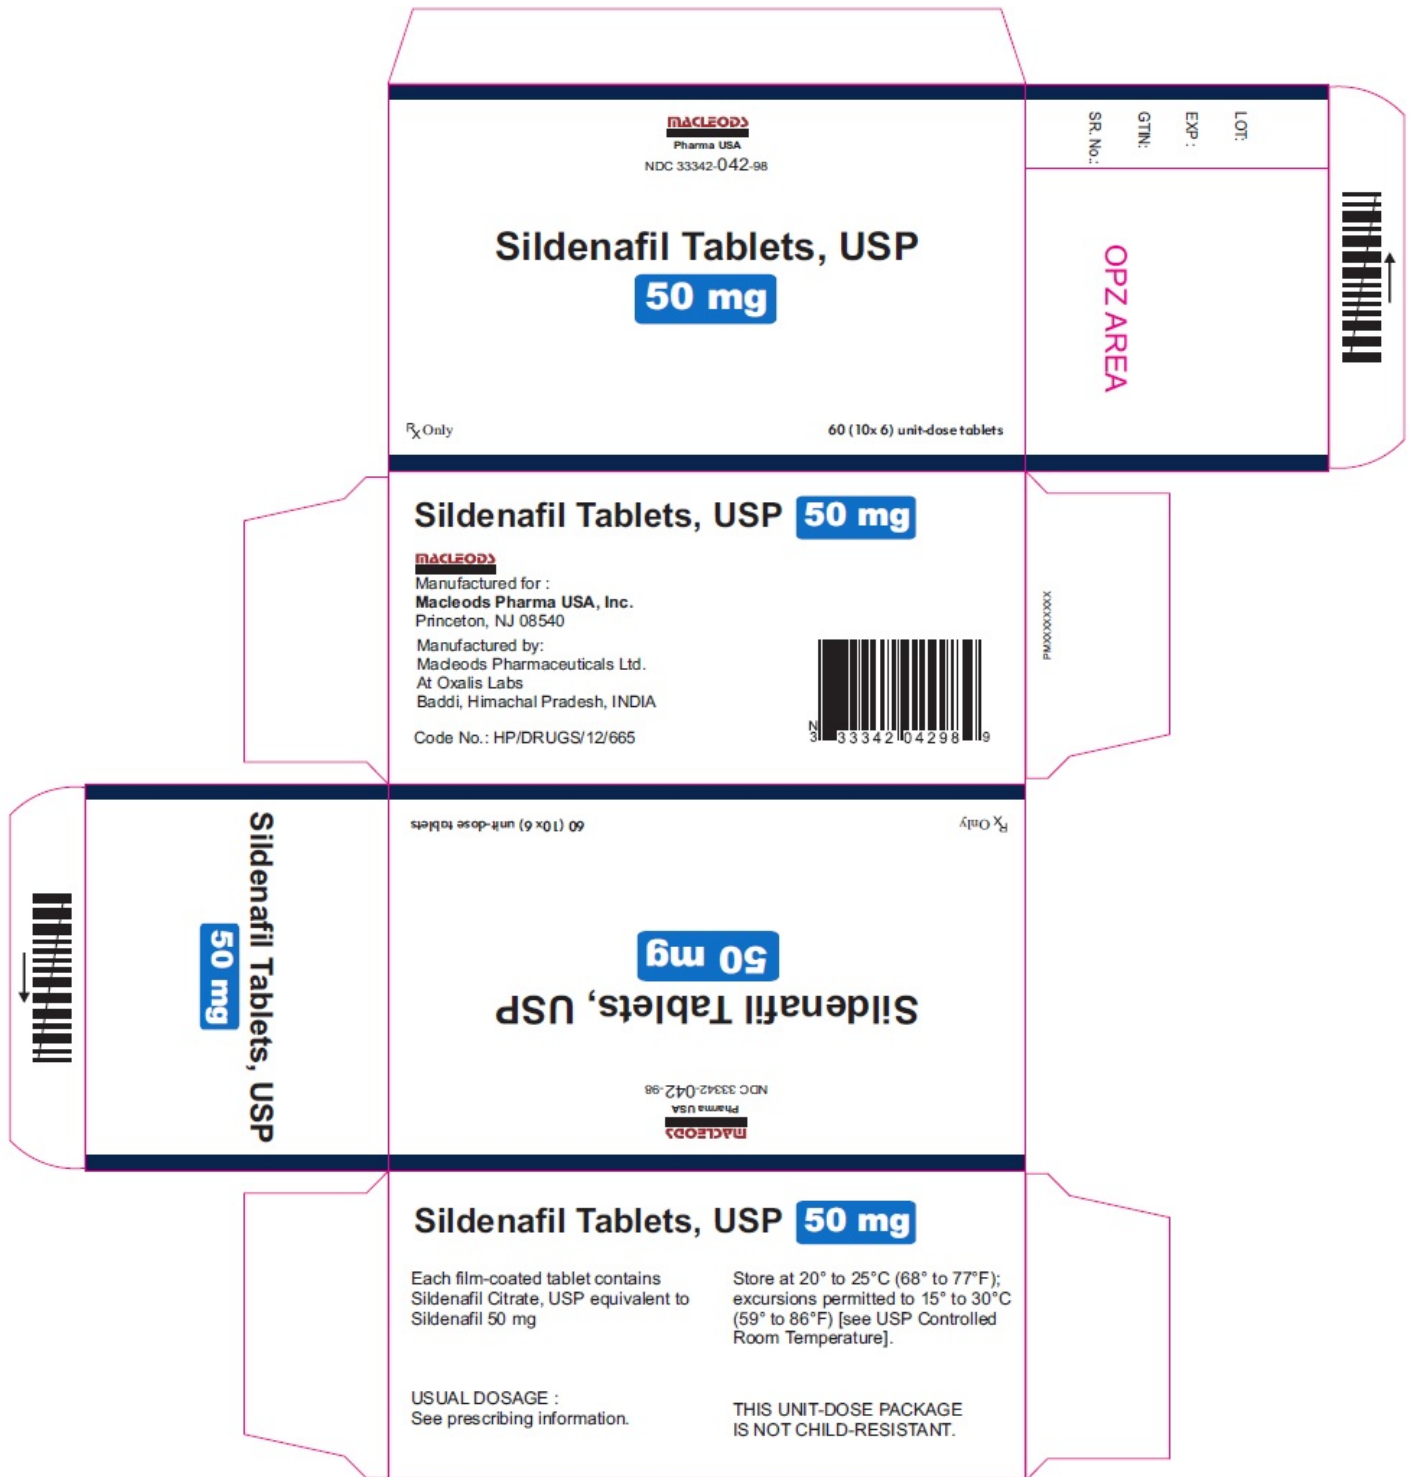 MACLEODS
Pharma USA
NDC 33342-042-98
Sildenafil Tablets, USP
50 mg
Rx Only
60 (10x 6) unit-dose tablets
LOT:
EXP :
GTIN:
SR. No.:
OPZ AREA
Sildenafil Tablets, USP 50 mg
MACLEODS
Manufactured for :
Macleods Pharma USA, Inc.
Princeton, NJ 08540
Manufactured by:
Macleods Pharmaceuticals Ltd.
At Oxalis Labs
Baddi, Himachal Pradesh, INDIA
Code No.: HP/DRUGS/12/665
N
3 33342 04298 9
PMXXXXXXXX
Sildenafil Tablets, USP
50 mg
MACLEODS
Pharma USA
NDC 33342-042-98
Sildenafil Tablets, USP
50 mg
Rx Only
60 (10x 6) unit-dose tablets
Sildenafil Tablets, USP 50 mg
Each film-coated tablet contains
Sildenafil Citrate, USP equivalent to
Sildenafil 50 mg
USUAL DOSAGE :
See prescribing information.
Store at 20° to 25°C (68° to 77°F);
excursions permitted to 15° to 30°C
(59° to 86°F) [see USP Controlled
Room Temperature].
THIS UNIT-DOSE PACKAGE
IS NOT CHILD-RESISTANT.